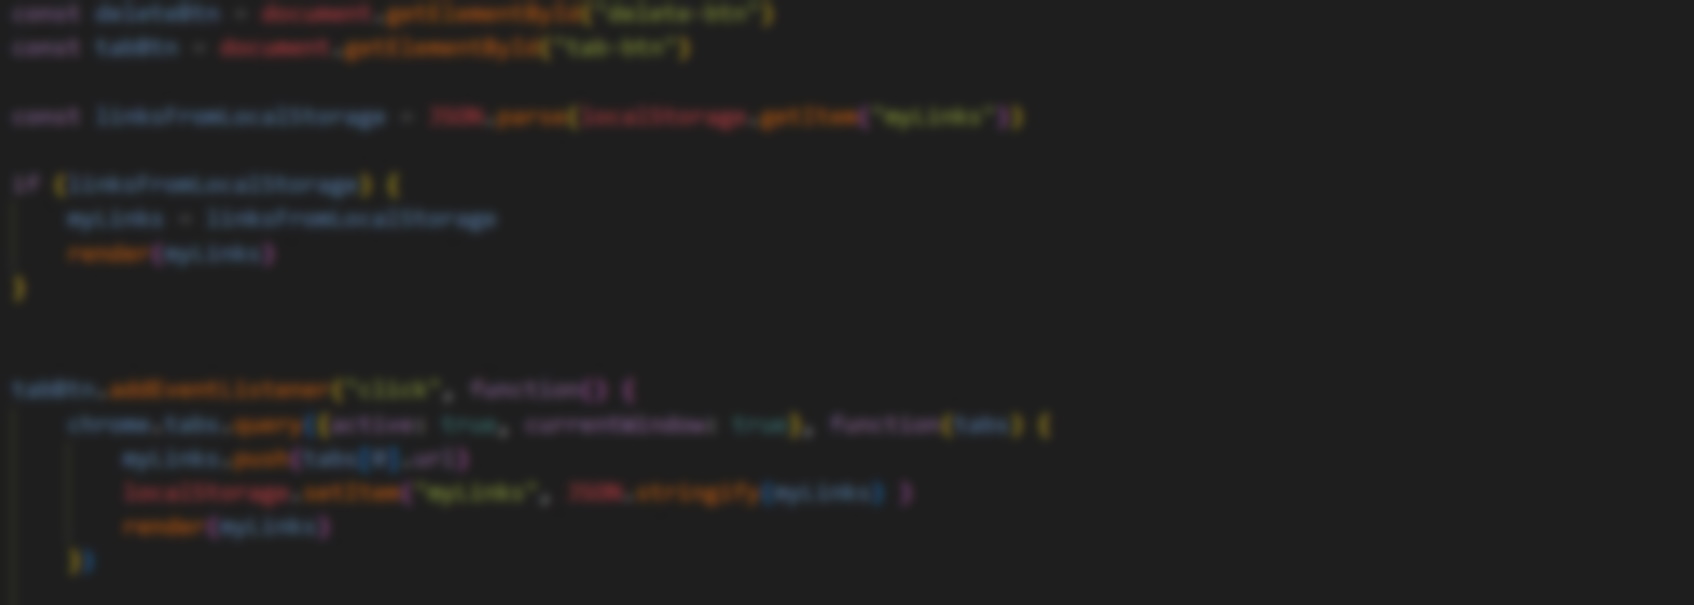 const deleteBtn = document.getElementById("delete-btn")
const tabBtn = document.getElementById("tab-btn")
const linksFromLocalStorage = JSON.parse(localStorage.getItem("myLinks"))
if (linksFromLocalStorage) {
myLinks = linksFromLocalStorage
render(myLinks)
}
tabBtn.addEventListener("click", function() {
chrome.tabs.query({active: true, currentWindow: true}, function(tabs) {
myLinks.push(tabs[0].url)
localStorage.setItem("myLinks", JSON.stringify(myLinks) )
render(myLinks)
})